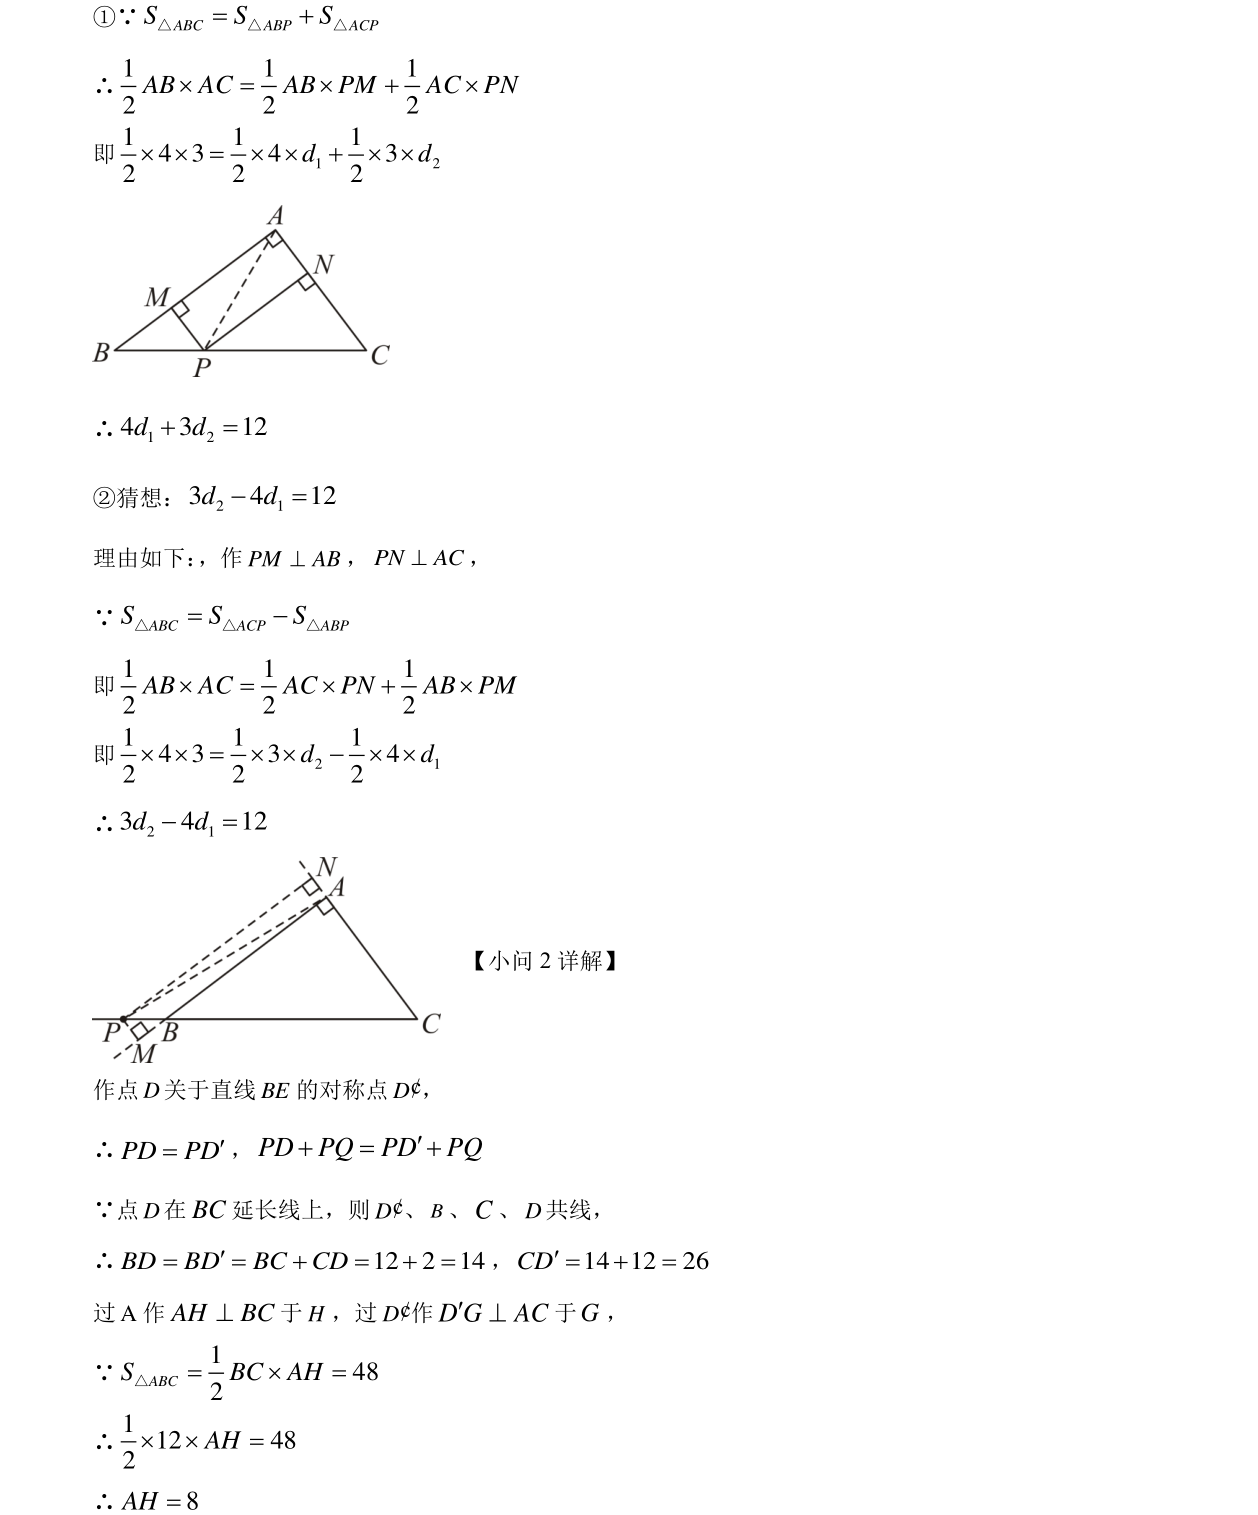 ①∵ S△ABC = S△ABP + S△ACP
∴ 1/2 AB × AC = 1/2 AB × PM + 1/2 AC × PN
即 1/2 × 4 × 3 = 1/2 × 4 × d₁ + 1/2 × 3 × d₂
A
N
M
B
P
C
∴ 4d₁ + 3d₂ = 12
②猜想： 3d₂ − 4d₁ = 12
理由如下:，作 PM ⊥ AB， PN ⊥ AC，
∵ S△ABC = S△ACP − S△ABP
即 1/2 AB × AC = 1/2 AC × PN + 1/2 AB × PM
即 1/2 × 4 × 3 = 1/2 × 3 × d₂ − 1/2 × 4 × d₁
∴ 3d₂ − 4d₁ = 12
N
A
【小问 2 详解】
P
B
C
M
作点 D 关于直线 BE 的对称点 D¢，
∴ PD = PD′， PD + PQ = PD′ + PQ
∵点 D 在 BC 延长线上，则 D¢、B、C、D 共线，
∴ BD = BD′ = BC + CD = 12 + 2 = 14， CD′ = 14 + 12 = 26
过 A 作 AH ⊥ BC 于 H，过 D¢作 D′G ⊥ AC 于 G，
∵ S△ABC = 1/2 BC × AH = 48
∴ 1/2 × 12 × AH = 48
∴ AH = 8